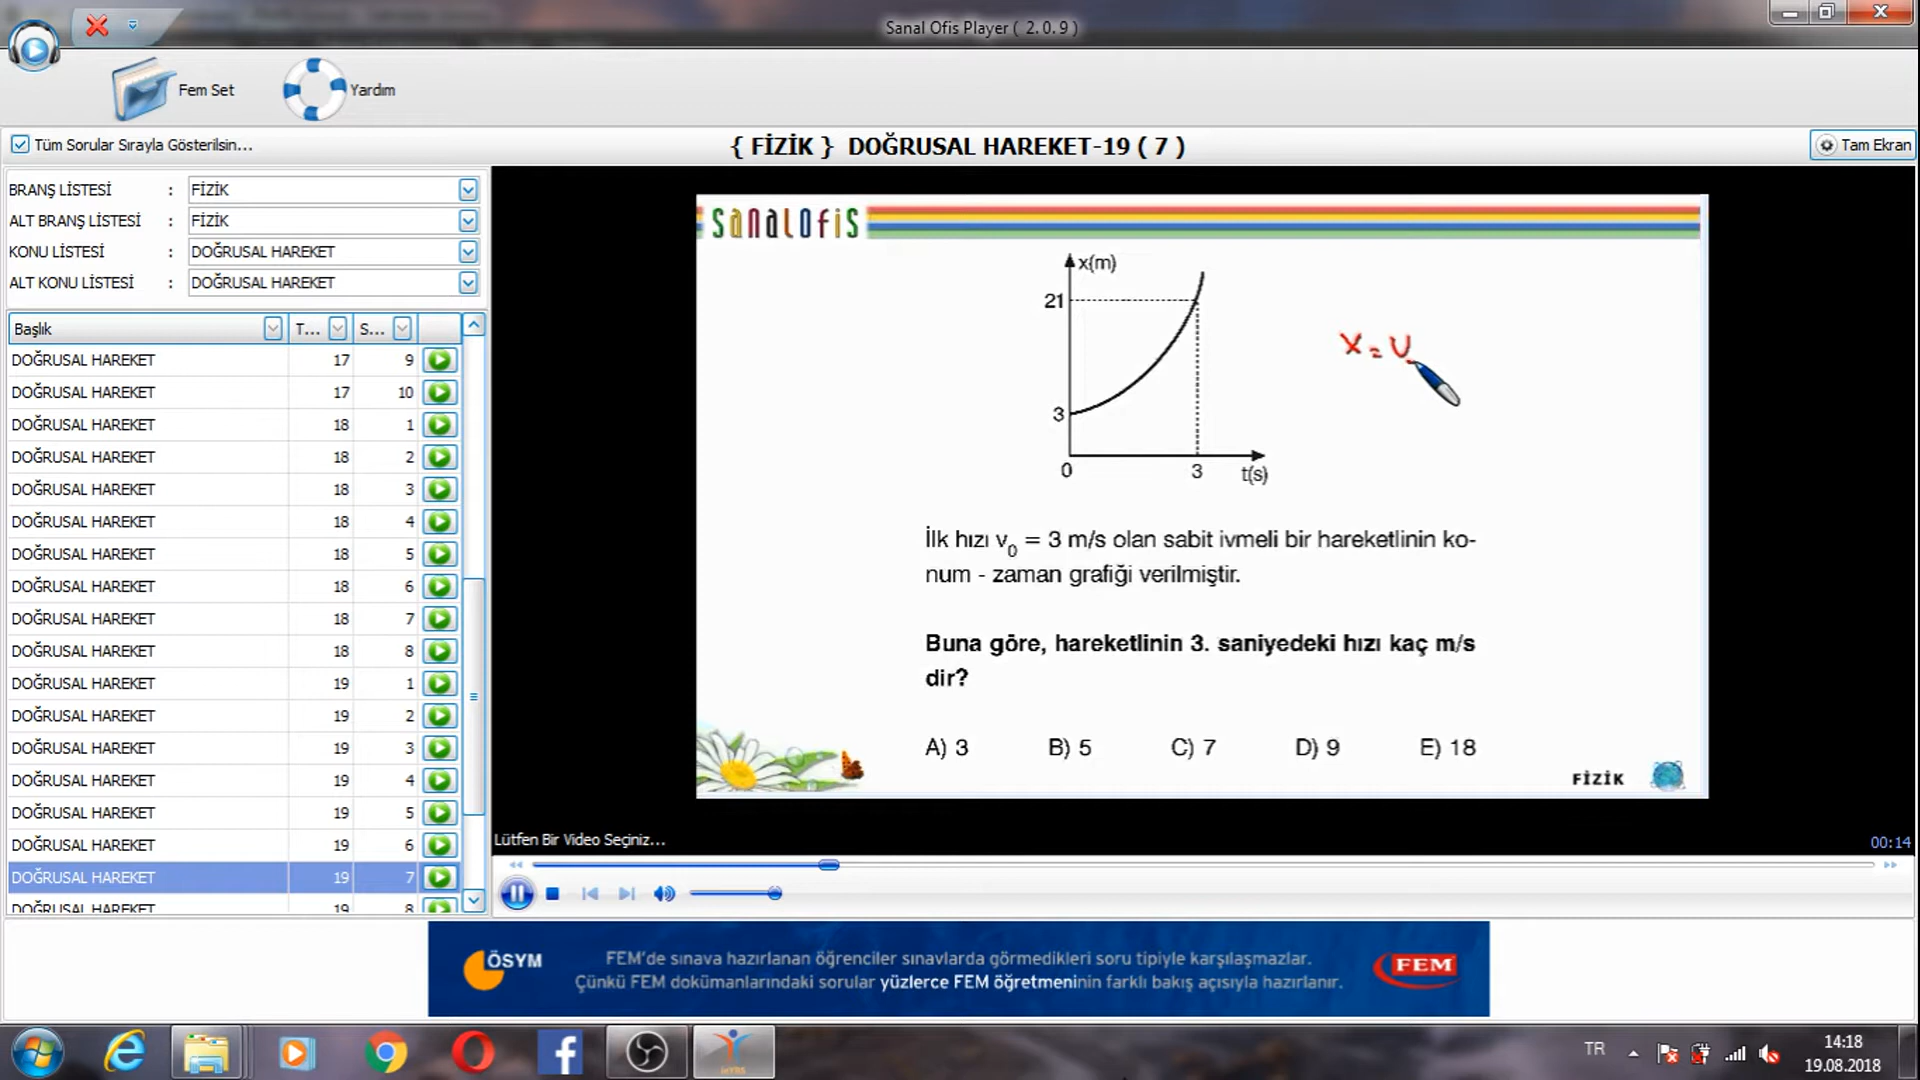 Sanal Ofis Player ( 2.0.9 )
Fem Set
Yardım
Tüm Sorular Sırayla Gösterilsin...
{ FİZİK } DOĞRUSAL HAREKET-19 ( 7 )
Tam Ekran
BRANŞ LİSTESİ : FİZİK
ALT BRANŞ LİSTESİ : FİZİK
KONU LİSTESİ : DOĞRUSAL HAREKET
ALT KONU LİSTESİ : DOĞRUSAL HAREKET
Başlık T... S...
DOĞRUSAL HAREKET 17 9
DOĞRUSAL HAREKET 17 10
DOĞRUSAL HAREKET 18 1
DOĞRUSAL HAREKET 18 2
DOĞRUSAL HAREKET 18 3
DOĞRUSAL HAREKET 18 4
DOĞRUSAL HAREKET 18 5
DOĞRUSAL HAREKET 18 6
DOĞRUSAL HAREKET 18 7
DOĞRUSAL HAREKET 18 8
DOĞRUSAL HAREKET 19 1
DOĞRUSAL HAREKET 19 2
DOĞRUSAL HAREKET 19 3
DOĞRUSAL HAREKET 19 4
DOĞRUSAL HAREKET 19 5
DOĞRUSAL HAREKET 19 6
DOĞRUSAL HAREKET 19 7
DOĞRUSAL HAREKET 19 8
sanalofis
x(m)
21
3
0
3
t(s)
x = v
İlk hızı v0 = 3 m/s olan sabit ivmeli bir hareketlinin ko-
num - zaman grafiği verilmiştir.
Buna göre, hareketlinin 3. saniyedeki hızı kaç m/s
dir?
A) 3 B) 5 C) 7 D) 9 E) 18
FİZİK
Lütfen Bir Video Seçiniz...
00:14
ÖSYM
FEM'de sınava hazırlanan öğrenciler sınavlarda görmedikleri soru tipiyle karşılaşmazlar.
Çünkü FEM dokümanlarındaki sorular yüzlerce FEM öğretmeninin farklı bakış açısıyla hazırlanır.
FEM
TR
14:18
19.08.2018